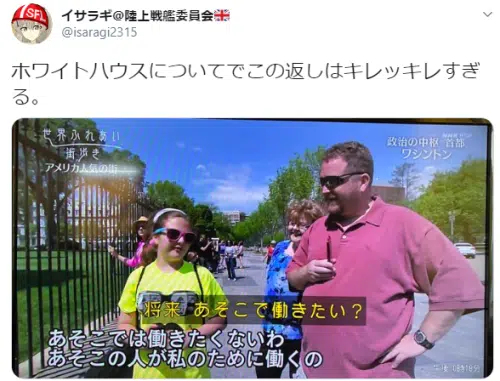 イサラギ@陸上戦艦委員会🇬🇧
@isaragi2315
ホワイトハウスについてでこの返しはキレッキレすぎ
る。
世界ふれあい
街歩き
アメリカ人気の街
政治の中枢 首都
ワシントン
将来 あそこで働きたい?
あそこでは働きたくないわ
あそこの人が私のために働くの